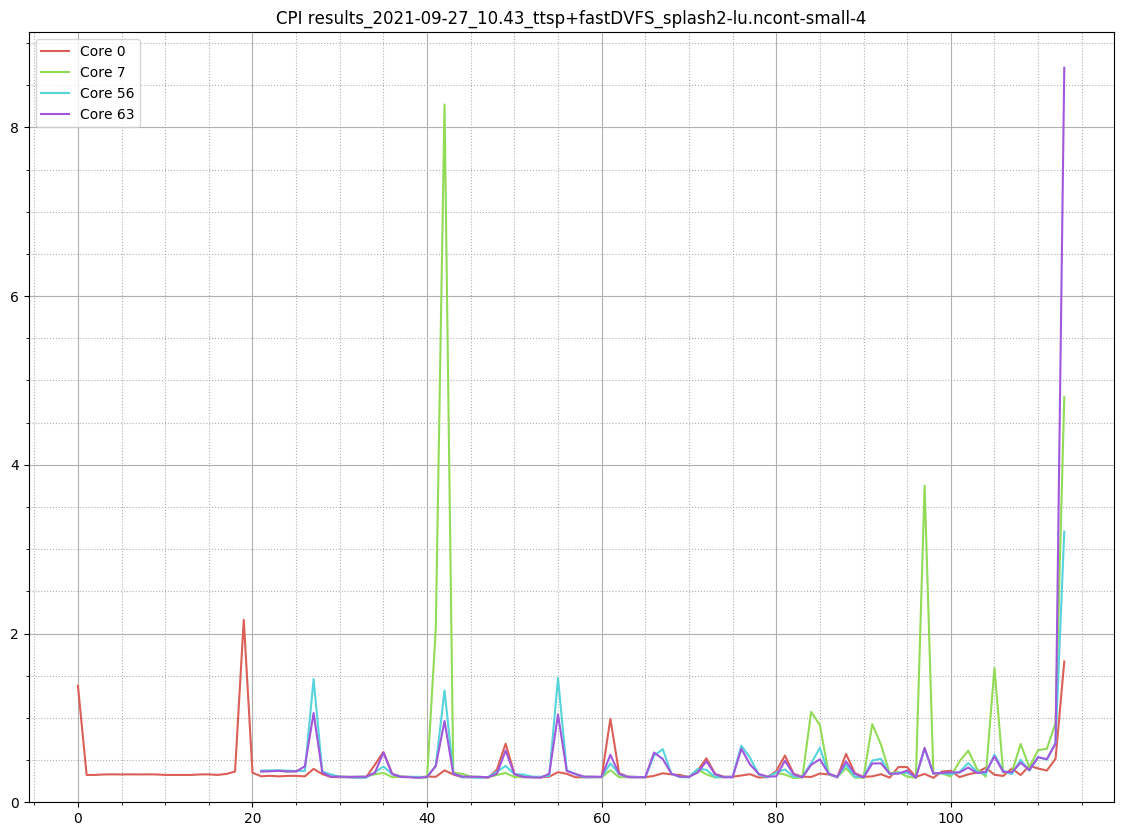 CPI results_2021-09-27_10.43_ttsp+fastDVFS_splash2-lu.ncont-small-4
Core 0
Core 7
Core 56
Core 63
8
6
4
2
0
0 20 40 60 80 100